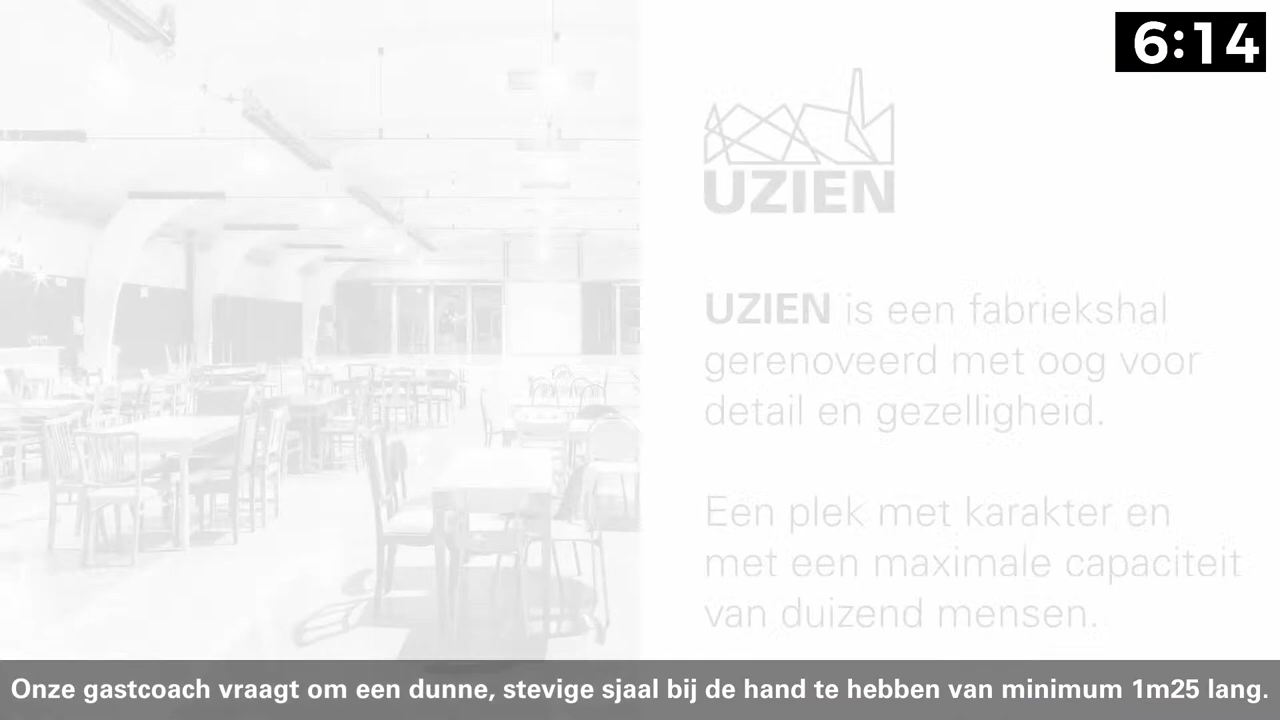 6:14
UZIEN
UZIEN is een fabriekshal
gerenoveerd met oog voor
detail en gezelligheid.
Een plek met karakter en
met een maximale capaciteit
van duizend mensen.
Onze gastcoach vraagt om een dunne, stevige sjaal bij de hand te hebben van minimum 1m25 lang.